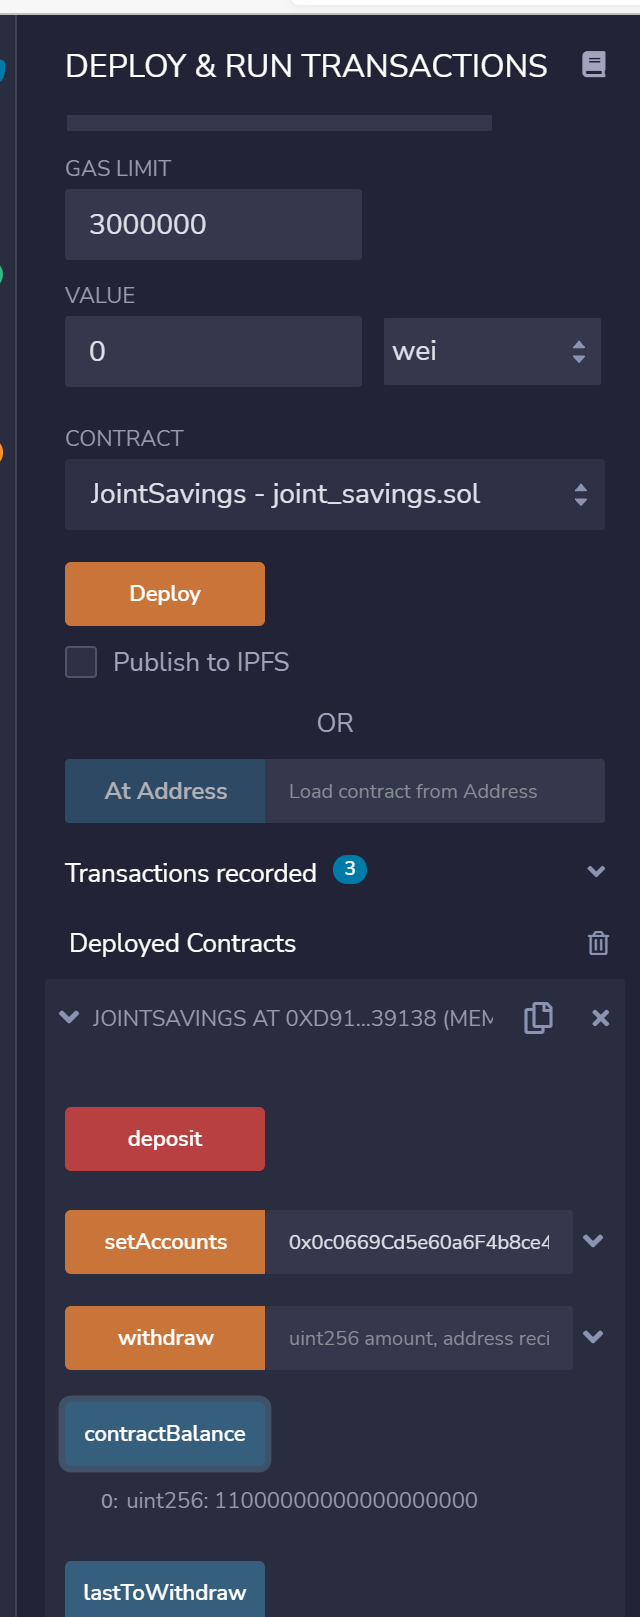 DEPLOY & RUN TRANSACTIONS
GAS LIMIT
3000000
VALUE
0 wei
CONTRACT
JointSavings - joint_savings.sol
Deploy
Publish to IPFS
OR
At Address Load contract from Address
Transactions recorded 3
Deployed Contracts
JOINTSAVINGS AT 0XD91...39138 (MEM
deposit
setAccounts 0x0c0669Cd5e60a6F4b8ce4
withdraw uint256 amount, address reci
contractBalance
0: uint256: 11000000000000000000
lastToWithdraw